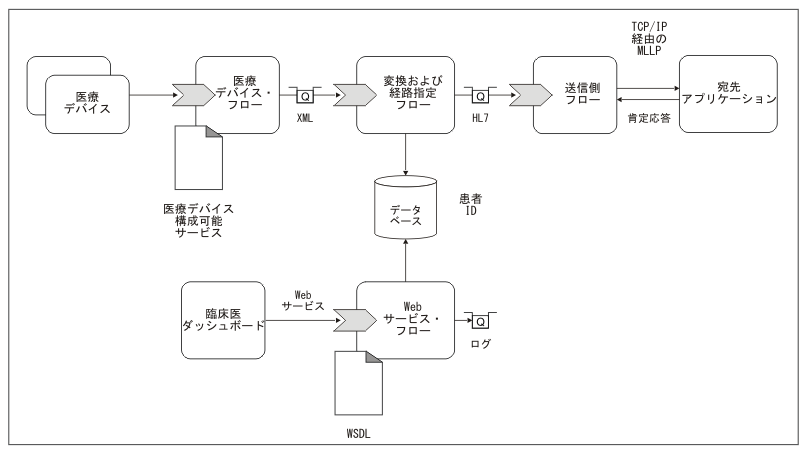 TCP/IP
経由の
MLLP
医療
デバイス
医療
デバイス・
フロー
Q
XML
変換および
経路指定
フロー
Q
HL7
送信側
フロー
宛先
アプリケーション
肯定応答
医療デバイス
構成可能
サービス
データ
ベース
患者
ID
臨床医
ダッシュボード
Web
サービス
Web
サービス・
フロー
Q
ログ
WSDL